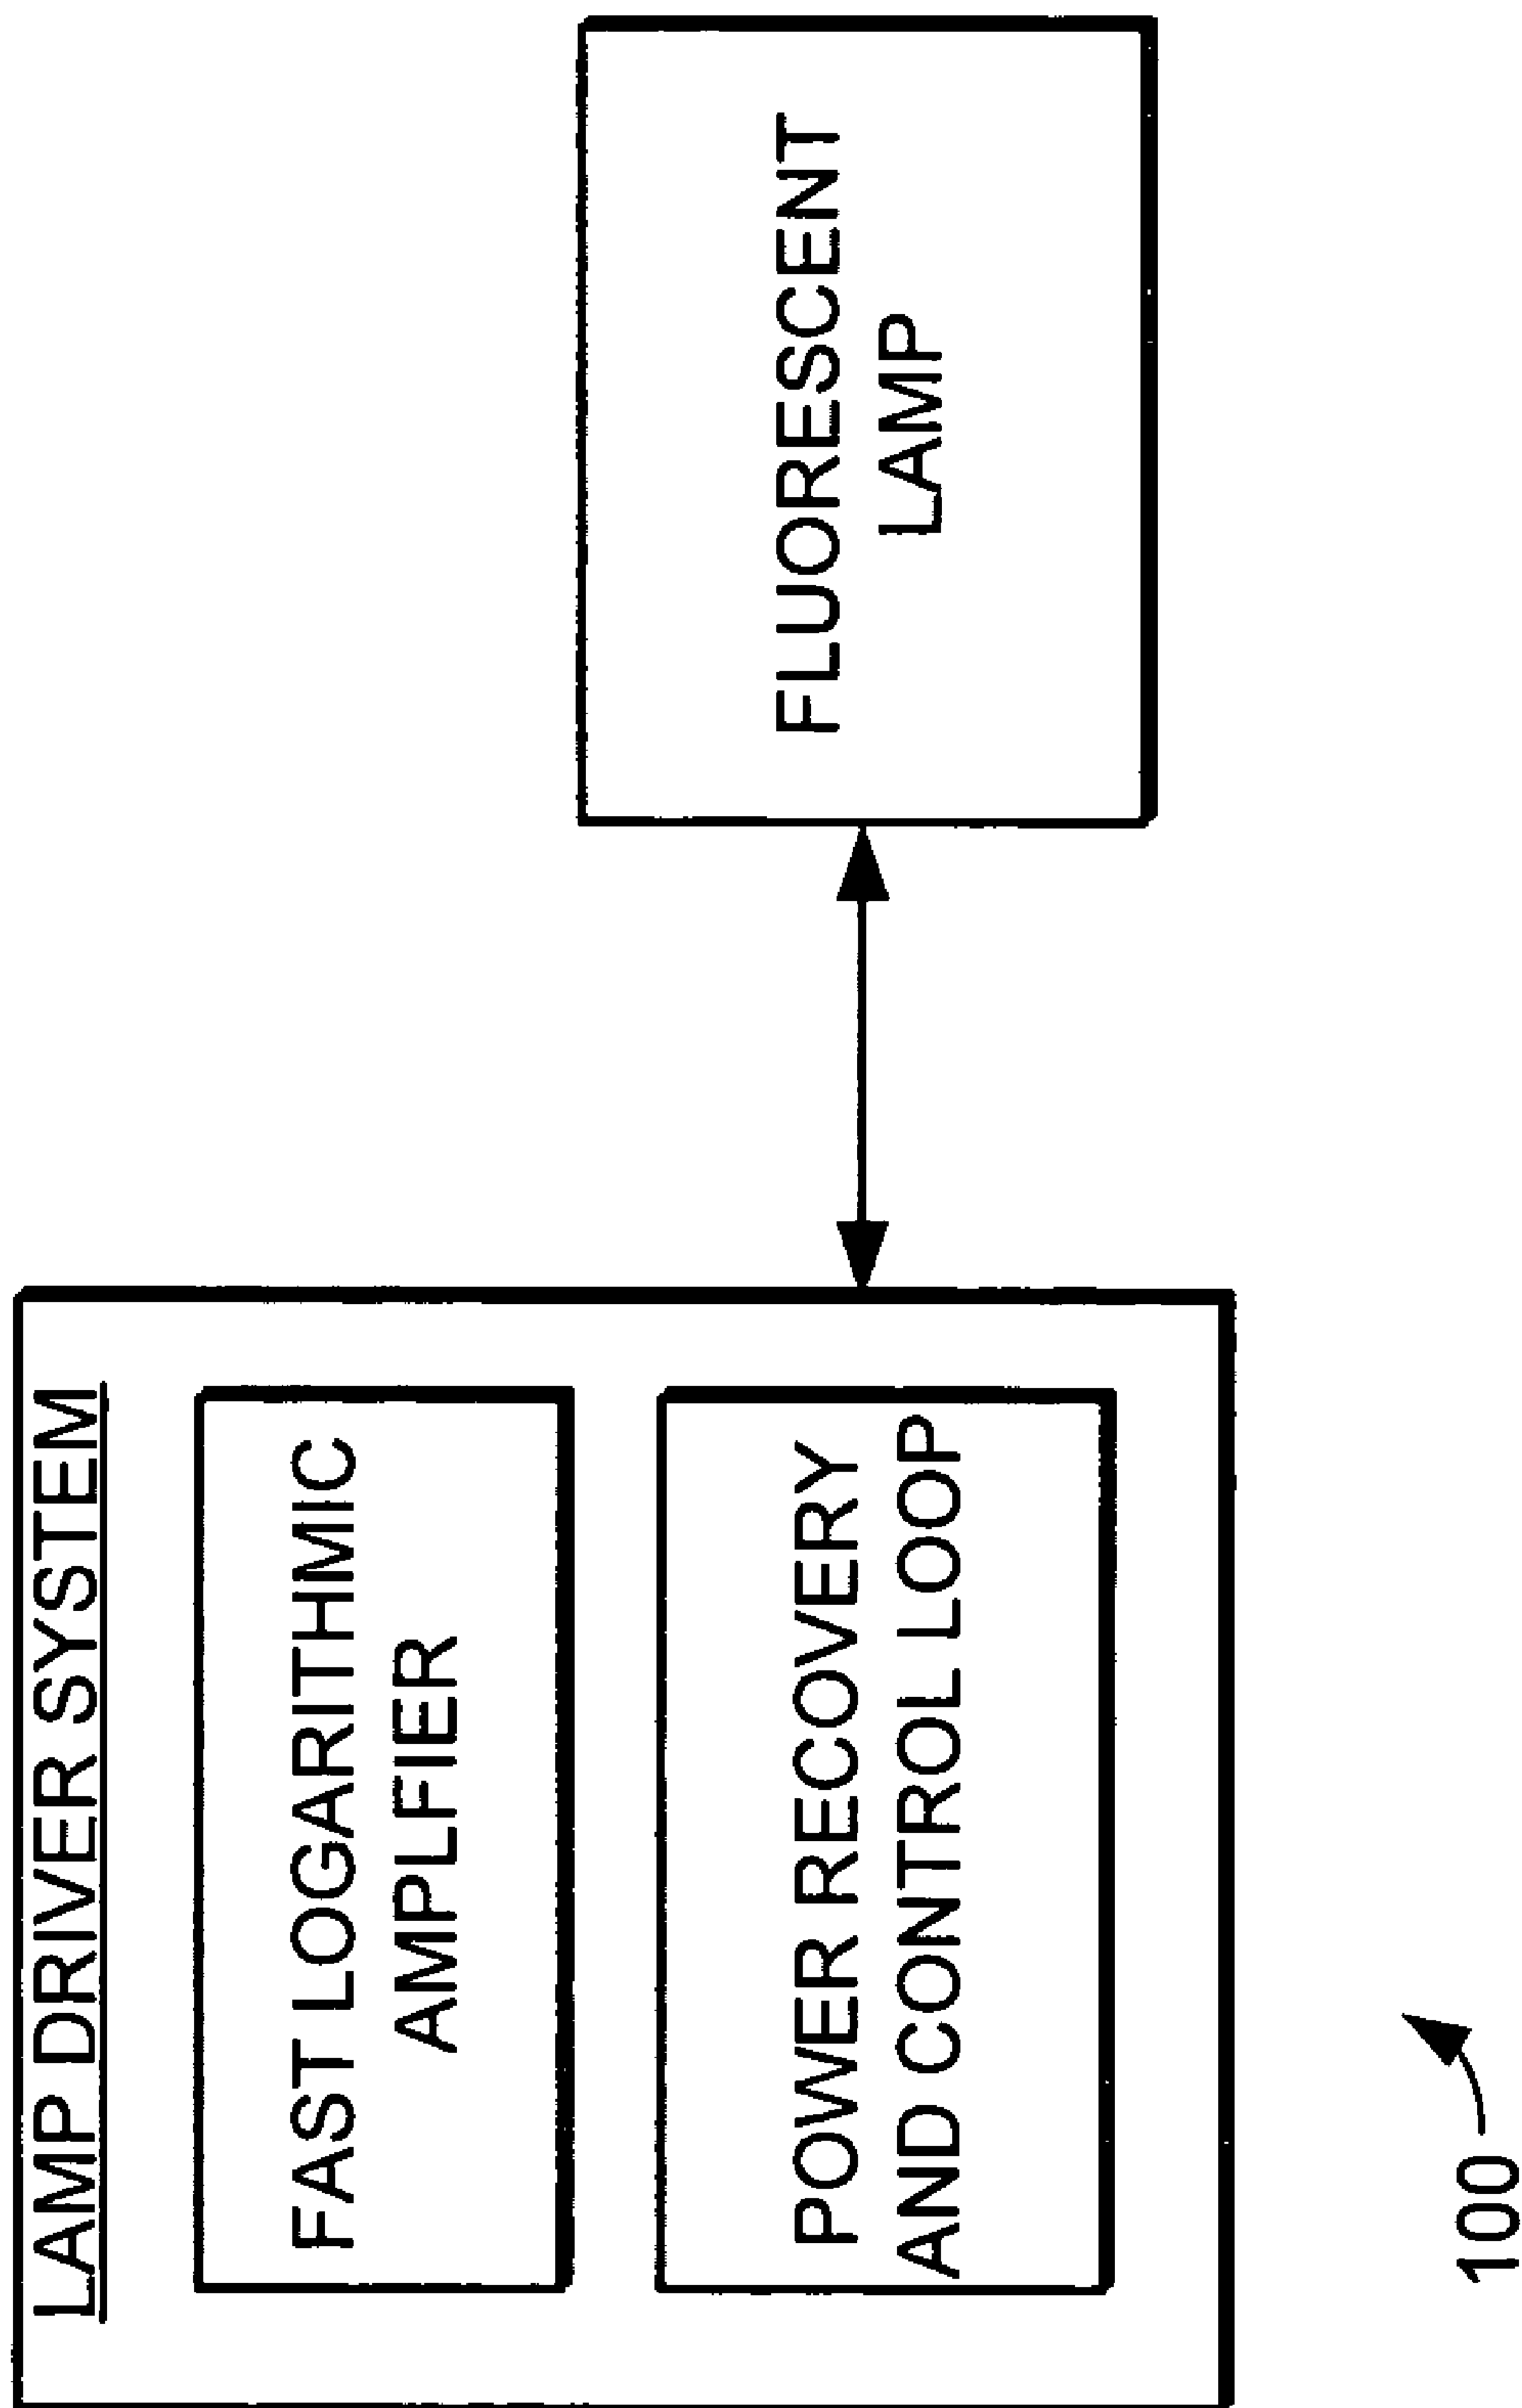 LAMP DRIVER SYSTEM
FAST LOGARITHMIC
AMPLFIER
POWER RECOVERY
AND CONTROL LOOP
FLUORESCENT
LAMP
100